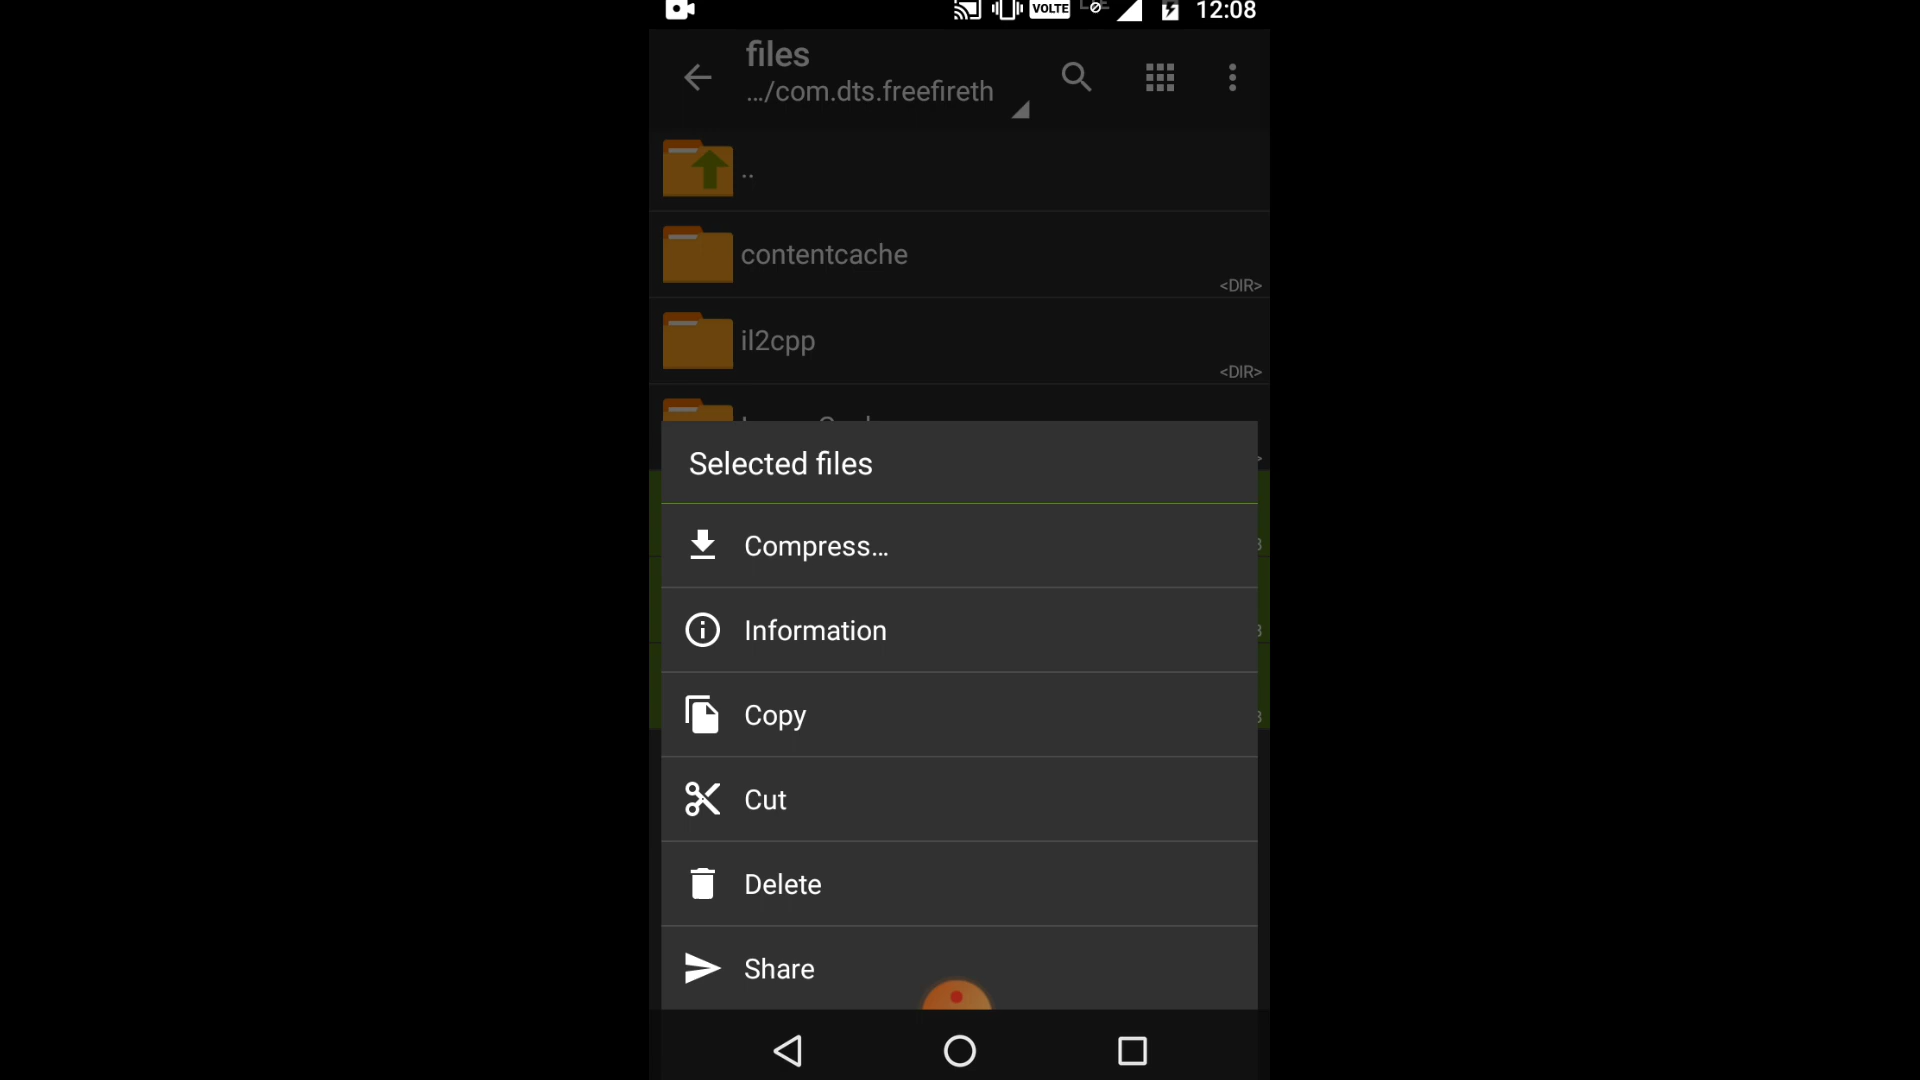 VOLTE
12:08
files
.../com.dts.freefireth
..
contentcache
<DIR>
il2cpp
<DIR>
Selected files
Compress...
Information
Copy
Cut
Delete
Share